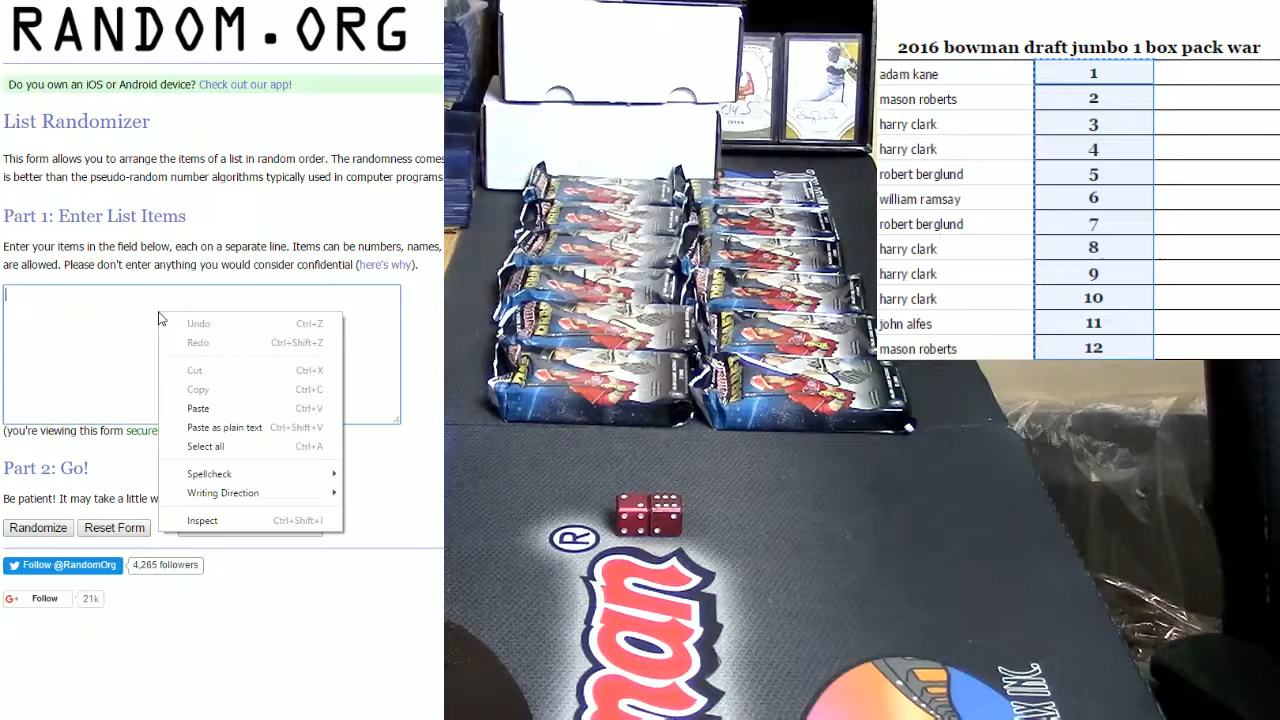 RANDOM.ORG
Do you own an iOS or Android device? Check out our app!
List Randomizer
This form allows you to arrange the items of a list in random order. The randomness comes
is better than the pseudo-random number algorithms typically used in computer programs
Part 1: Enter List Items
Enter your items in the field below, each on a separate line. Items can be numbers, names,
are allowed. Please don't enter anything you would consider confidential (here's why).
Undo Ctrl+Z
Redo Ctrl+Shift+Z
Cut Ctrl+X
Copy Ctrl+C
Paste Ctrl+V
Paste as plain text Ctrl+Shift+V
Select all Ctrl+A
Spellcheck
Writing Direction
Inspect Ctrl+Shift+I
(you're viewing this form secure
Part 2: Go!
Be patient! It may take a little w
Randomize Reset Form
Follow @RandomOrg 4,265 followers
G+ Follow 21k
2016 bowman draft jumbo 1 box pack war
adam kane 1
mason roberts 2
harry clark 3
harry clark 4
robert berglund 5
william ramsay 6
robert berglund 7
harry clark 8
harry clark 9
harry clark 10
john alfes 11
mason roberts 12
man ®
INC